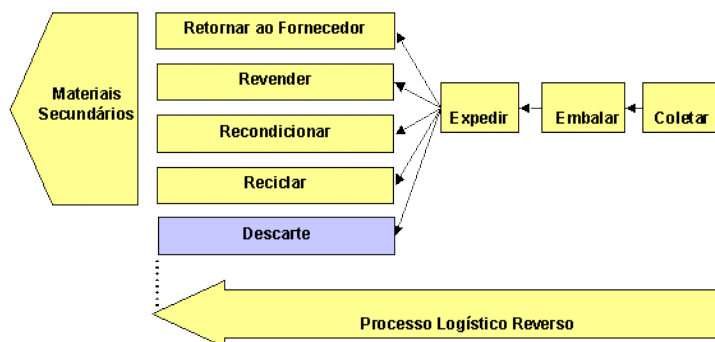 Retornar ao Fornecedor
Materiais
Secundários
Revender
Recondicionar
Reciclar
Descarte
Expedir
Embalar
Coletar
Processo Logístico Reverso